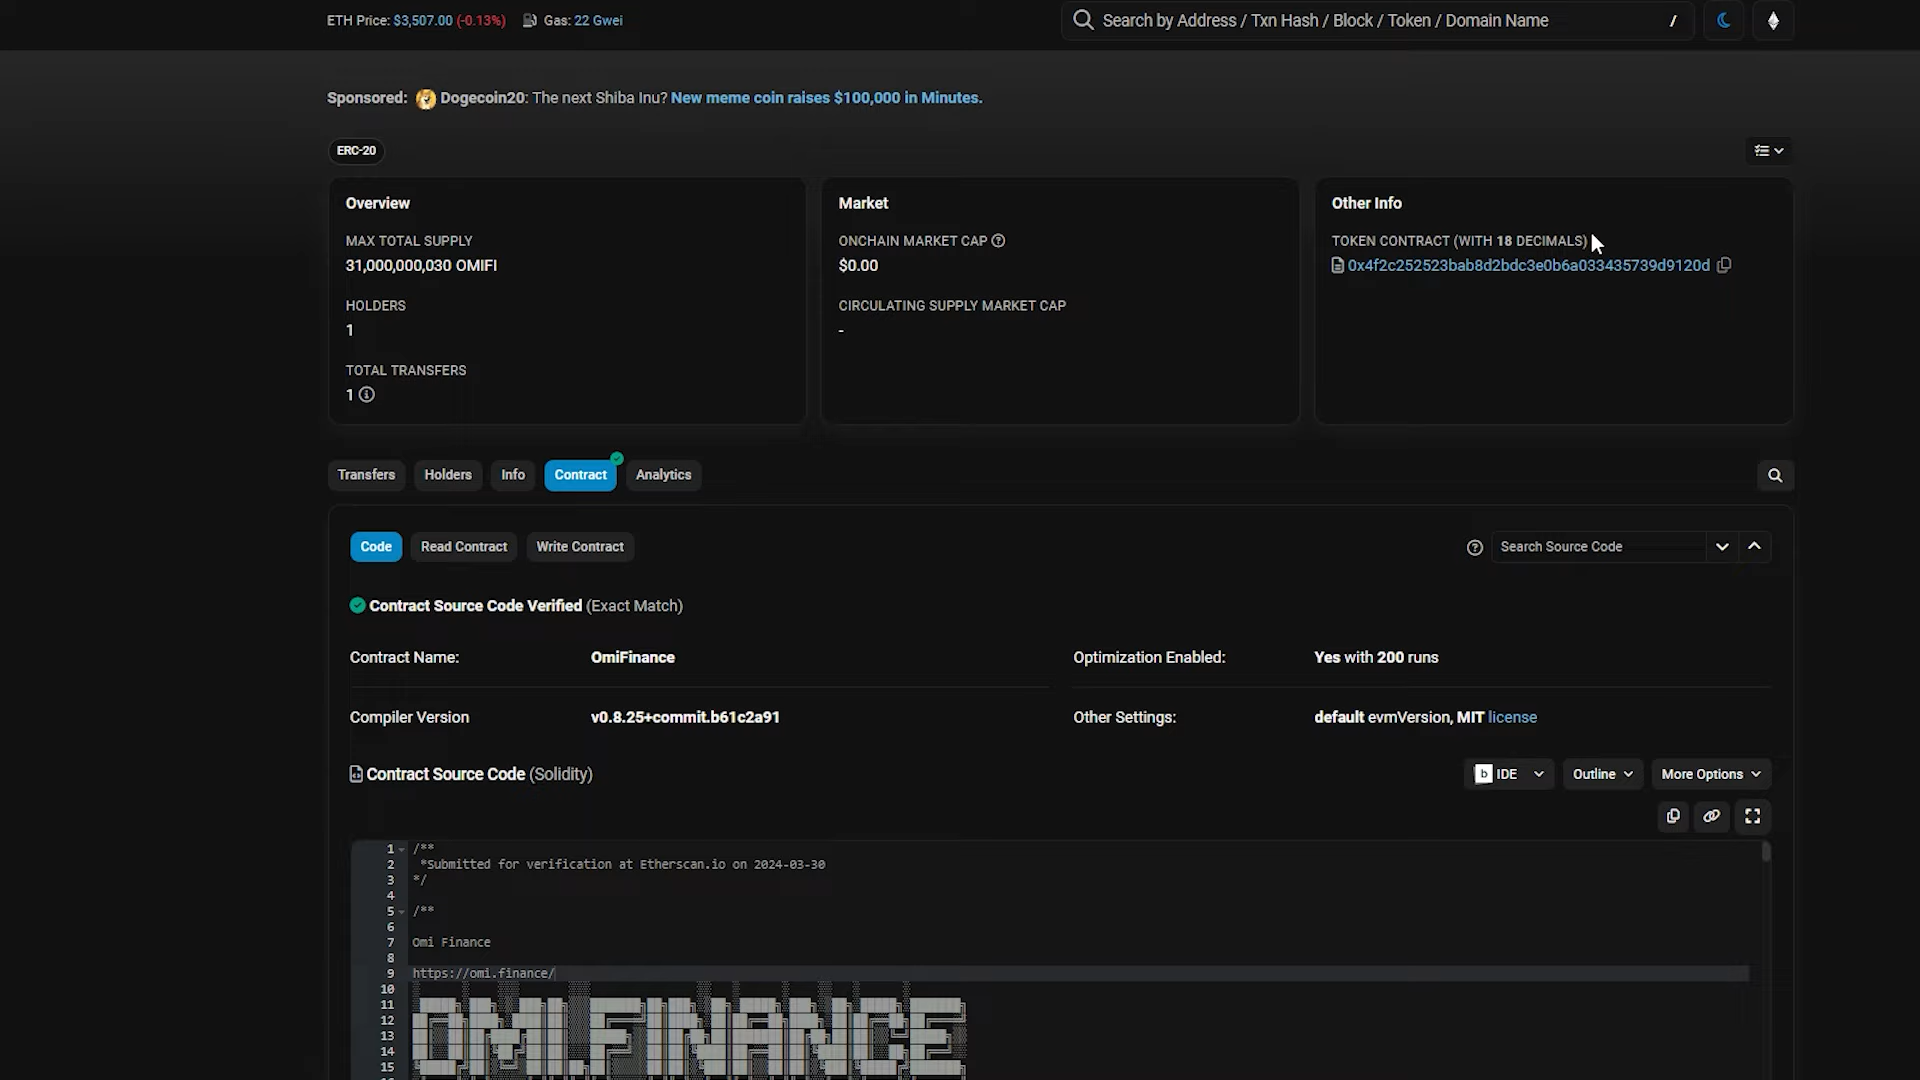 ETH Price: $3,507.00 (-0.13%) Gas: 22 Gwei
Search by Address / Txn Hash / Block / Token / Domain Name /
Sponsored: Dogecoin20: The next Shiba Inu? New meme coin raises $100,000 in Minutes.
ERC-20
Overview
MAX TOTAL SUPPLY
31,000,000,030 OMIFI
HOLDERS
1
TOTAL TRANSFERS
1
Market
ONCHAIN MARKET CAP
$0.00
CIRCULATING SUPPLY MARKET CAP
-
Other Info
TOKEN CONTRACT (WITH 18 DECIMALS)
0x4f2c252523bab8d2bdc3e0b6a033435739d9120d
Transfers Holders Info Contract Analytics
Code Read Contract Write Contract
Search Source Code
Contract Source Code Verified (Exact Match)
Contract Name: OmiFinance
Optimization Enabled: Yes with 200 runs
Compiler Version v0.8.25+commit.b61c2a91
Other Settings: default evmVersion, MIT license
Contract Source Code (Solidity)
IDE Outline More Options
1 /**
2 *Submitted for verification at Etherscan.io on 2024-03-30
3 */
4
5 /**
6
7 Omi Finance
8
9 https://omi.finance/
10
11
12
13
14
15
OMI FINANCE